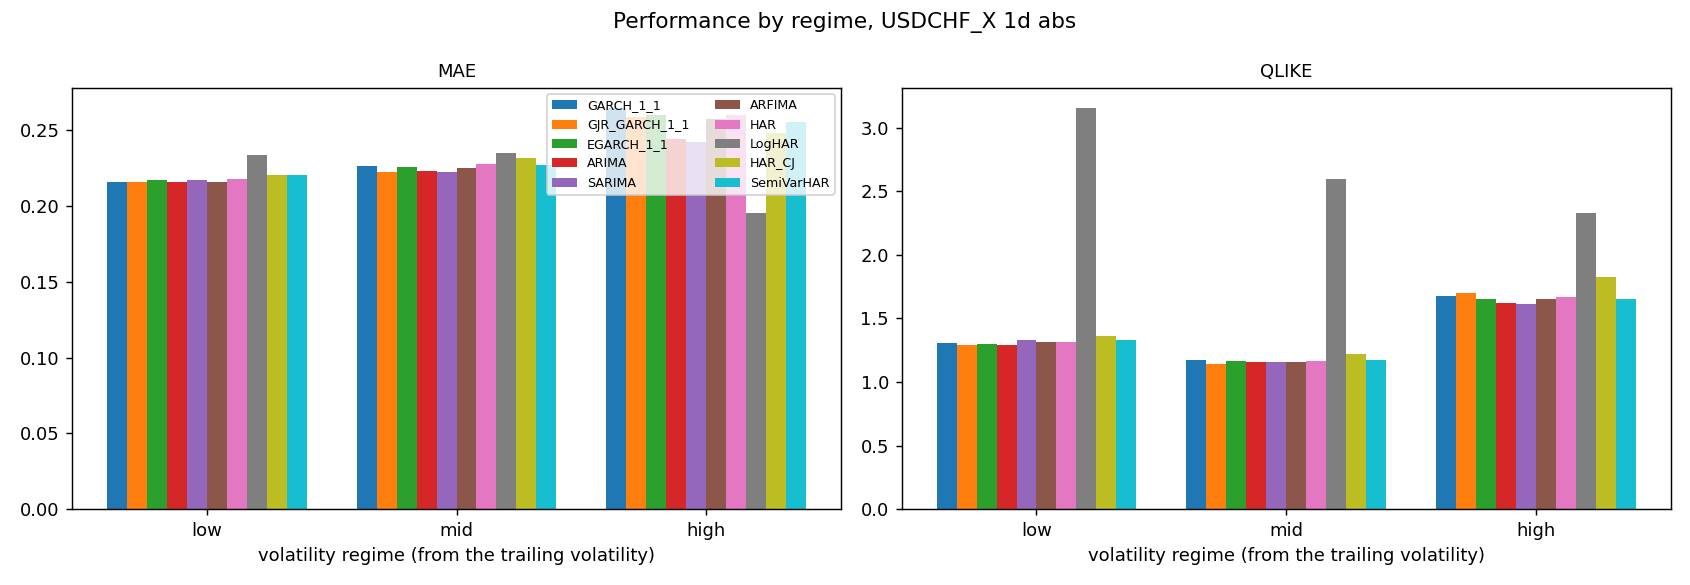 Performance by regime, USDCHF_X 1d abs
MAE
0.25
0.20
0.15
0.10
0.05
0.00
GARCH_1_1
GJR_GARCH_1_1
EGARCH_1_1
ARIMA
SARIMA
ARFIMA
HAR
LogHAR
HAR_CJ
SemiVarHAR
low
mid
high
volatility regime (from the trailing volatility)
QLIKE
3.0
2.5
2.0
1.5
1.0
0.5
0.0
low
mid
high
volatility regime (from the trailing volatility)